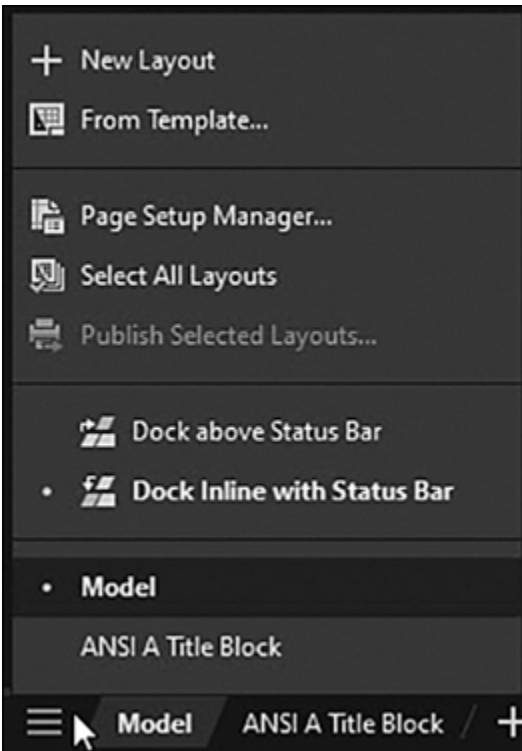 New Layout
From Template...
Page Setup Manager...
Select All Layouts
Publish Selected Layouts...
Dock above Status Bar
Dock Inline with Status Bar
Model
ANSI A Title Block
Model ANSI A Title Block